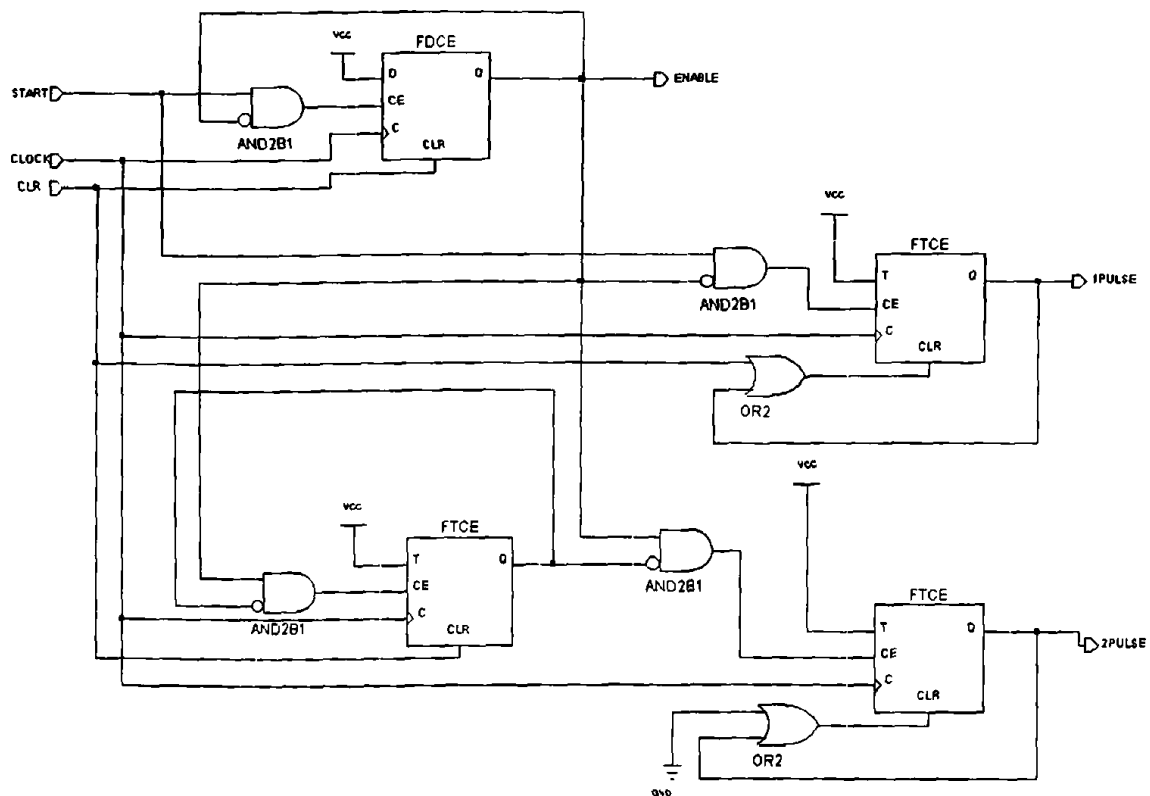 VCC
FDCE
D
Q
ENABLE
START
CE
C
AND2B1
CLOCK
CLR
CLR
VCC
FTCE
T
Q
1PULSE
CE
AND2B1
C
CLR
OR2
VCC
VCC
FTCE
T
Q
CE
AND2B1
C
AND2B1
CLR
FTCE
T
Q
2PULSE
CE
C
CLR
OR2
GND